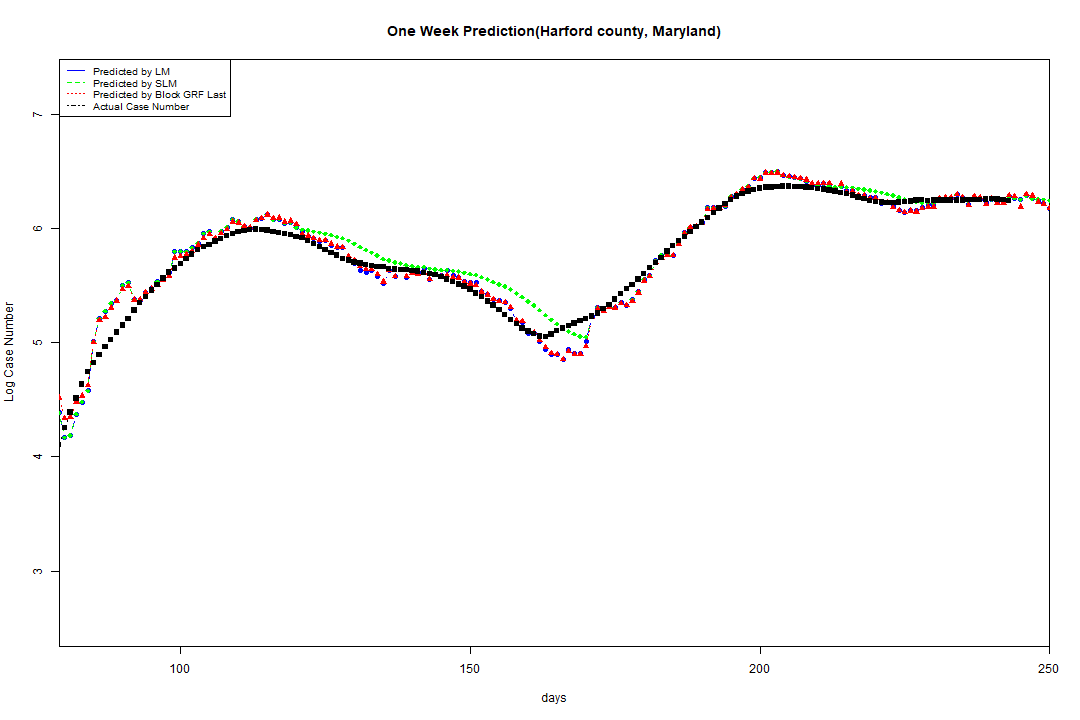 One Week Prediction(Harford county, Maryland)
Predicted by LM
Predicted by SLM
Predicted by Block GRF Last
Actual Case Number
7
6
5
4
3
Log Case Number
100
150
200
250
days